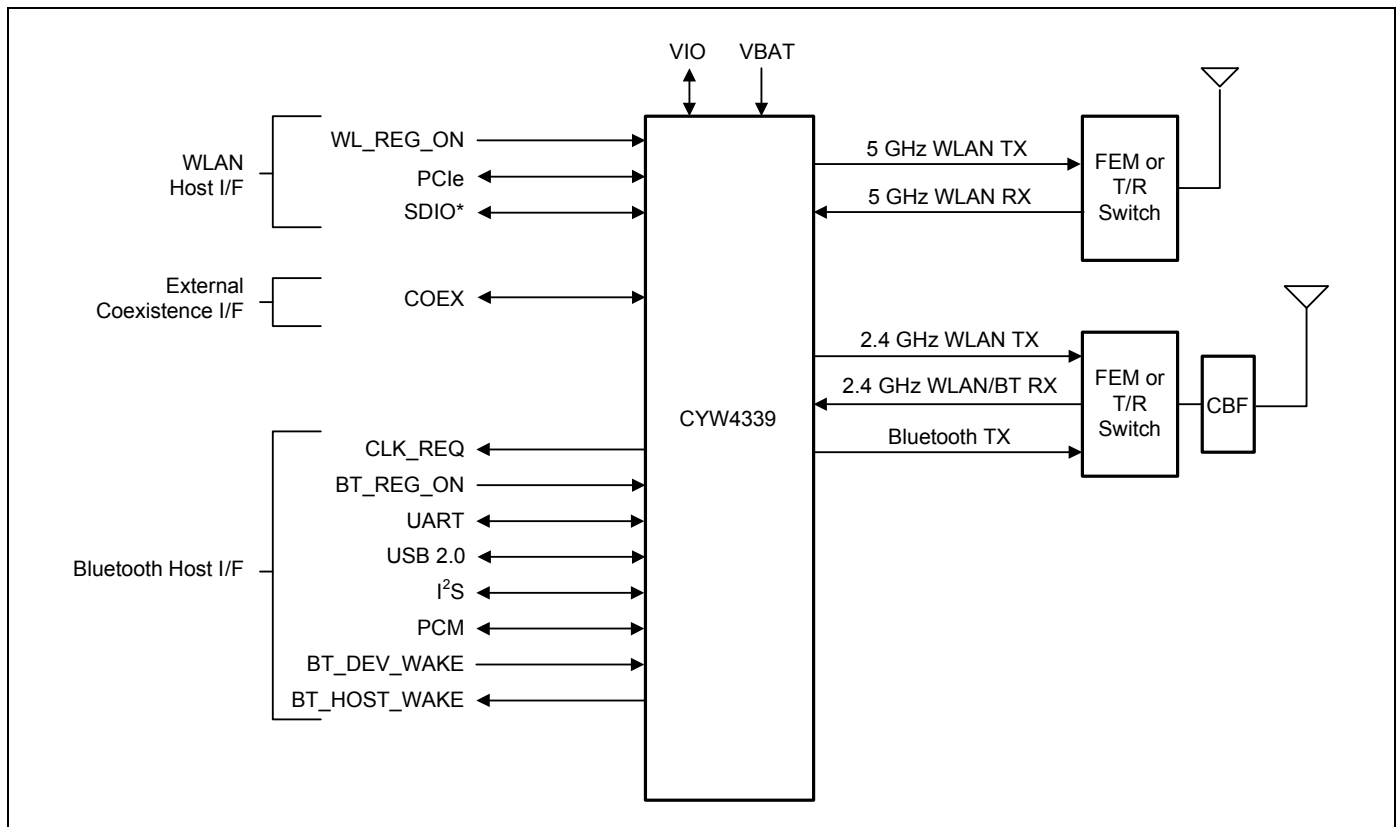 VIO
VBAT
WLAN
Host I/F
WL_REG_ON
PCIe
SDIO*
External
Coexistence I/F
COEX
Bluetooth Host I/F
CLK_REQ
BT_REG_ON
UART
USB 2.0
I²S
PCM
BT_DEV_WAKE
BT_HOST_WAKE
CYW4339
5 GHz WLAN TX
5 GHz WLAN RX
FEM or
T/R
Switch
2.4 GHz WLAN TX
2.4 GHz WLAN/BT RX
Bluetooth TX
FEM or
T/R
Switch
CBF